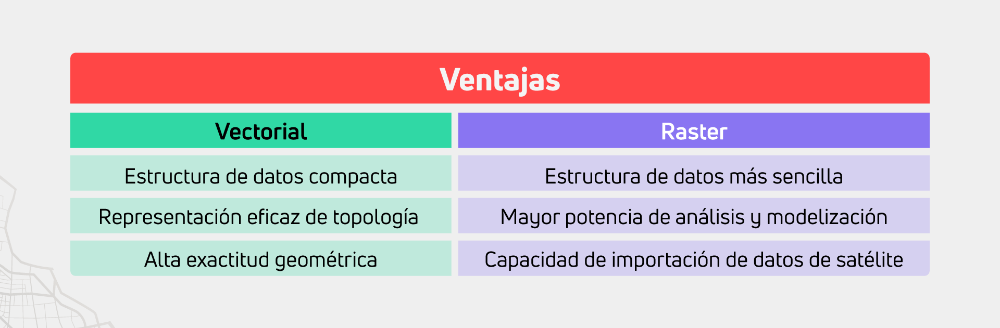 Ventajas
Vectorial
Raster
Estructura de datos compacta
Estructura de datos más sencilla
Representación eficaz de topología
Mayor potencia de análisis y modelización
Alta exactitud geométrica
Capacidad de importación de datos de satélite